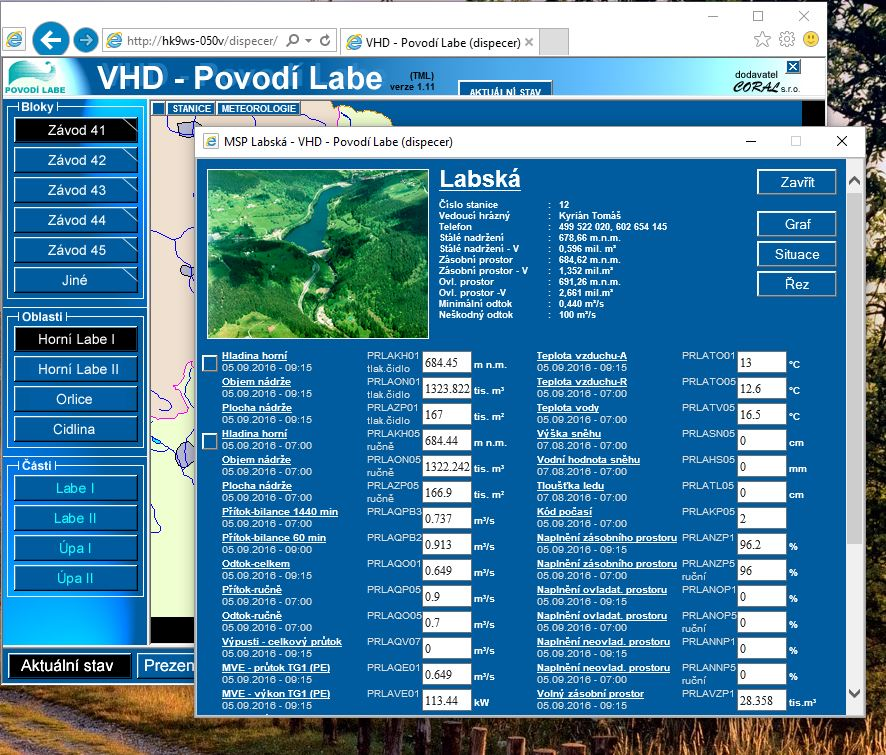 http://hk9ws-050v/dispecer/
VHD - Povodí Labe (dispecer)
POVODÍ LABE
VHD - Povodí Labe
(TML)
verze 1.11
AKTUÁLNÍ STAV
dodavatel
CORAL s.r.o.
Bloky
Závod 41
Závod 42
Závod 43
Závod 44
Závod 45
Jiné
Oblasti
Horní Labe I
Horní Labe II
Orlice
Cidlina
Části
Labe I
Labe II
Úpa I
Úpa II
Aktuální stav
Prezen
STANICE METEOROLOGIE
MSP Labská - VHD - Povodí Labe (dispecer)
Labská
Číslo stanice : 12
Vedoucí hrázný : Kyrián Tomáš
Telefon : 499 522 020, 602 654 145
Stálé nadržení : 678,66 m.n.m.
Stálé nadržení - V : 0,596 mil. m³
Zásobní prostor : 684,62 m.n.m.
Zásobní prostor - V : 1,352 mil.m³
Ovl. prostor : 691,26 m.n.m.
Ovl. prostor -V : 2,661 mil.m³
Minimální odtok : 0,440 m³/s
Neškodný odtok : 100 m³/s
Zavřít
Graf
Situace
Řez
Hladina horní PRLAKH01 684.45 m n.m.
05.09.2016 - 09:15 tlak.čidlo
Objem nádrže PRLAON01 1323.822 tis. m³
05.09.2016 - 09:15 tlak.čidlo
Plocha nádrže PRLAZP01 167 tis. m²
05.09.2016 - 09:15 tlak.čidlo
Hladina horní PRLAKH05 684.44 m n.m.
05.09.2016 - 07:00 ručně
Objem nádrže PRLAON05 1322.242 tis. m³
05.09.2016 - 07:00 ručně
Plocha nádrže PRLAZP05 166.9 tis. m²
05.09.2016 - 07:00 ručně
Přítok-bilance 1440 min PRLAQPB3 0.737 m³/s
05.09.2016 - 07:00
Přítok-bilance 60 min PRLAQPB2 0.913 m³/s
05.09.2016 - 09:00
Odtok-celkem PRLAQO01 0.649 m³/s
05.09.2016 - 09:15
Přítok-ručně PRLAQP05 0.9 m³/s
05.09.2016 - 07:00
Odtok-ručně PRLAQO05 0.7 m³/s
05.09.2016 - 07:00
Výpusti - celkový průtok PRLAQV07 0 m³/s
05.09.2016 - 09:15
MVE - průtok TG1 (PE) PRLAQE01 0.649 m³/s
05.09.2016 - 09:15
MVE - výkon TG1 (PE) PRLAVE01 113.44 kW
05.09.2016 - 09:15
Teplota vzduchu-A PRLATO01 13 °C
05.09.2016 - 09:15
Teplota vzduchu-R PRLATO05 12.6 °C
05.09.2016 - 07:00
Teplota vody PRLATV05 16.5 °C
05.09.2016 - 07:00
Výška sněhu PRLASN05 0 cm
07.08.2016 - 07:00
Vodní hodnota sněhu PRLAHS05 0 mm
07.08.2016 - 07:00
Tloušťka ledu PRLATL05 0 cm
07.08.2016 - 07:00
Kód počasí PRLAKP05 2
05.09.2016 - 07:00
Naplnění zásobního prostoru PRLANZP1 96.2 %
05.09.2016 - 09:15
Naplnění zásobního prostoru PRLANZP5 96 %
05.09.2016 - 07:00 ruční
Naplnění ovladat. prostoru PRLANOP1 0 %
05.09.2016 - 09:15
Naplnění ovladat. prostoru PRLANOP5 0 %
05.09.2016 - 07:00 ruční
Naplnění neovlad. prostoru PRLANNP1 0 %
05.09.2016 - 09:15
Naplnění neovlad. prostoru PRLANNP5 0 %
05.09.2016 - 07:00 ruční
Volný zásobní prostor PRLAVZP1 28.358 tis.m³
05.09.2016 - 09:15